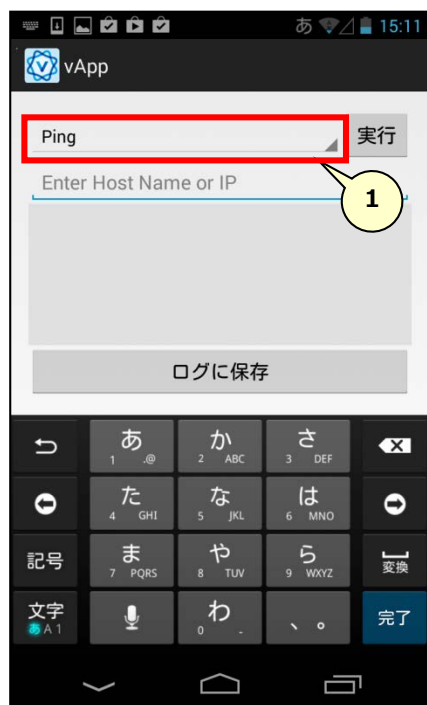 あ 15:11
vApp
Ping 実行
1
Enter Host Name or IP
ログに保存
あ か さ
1 .@ 2 ABC 3 DEF
た な は
4 GHI 5 JKL 6 MNO
記号 ま や ら 変換
7 PQRS 8 TUV 9 WXYZ
文字 わ 、。 完了
あA1 0 -